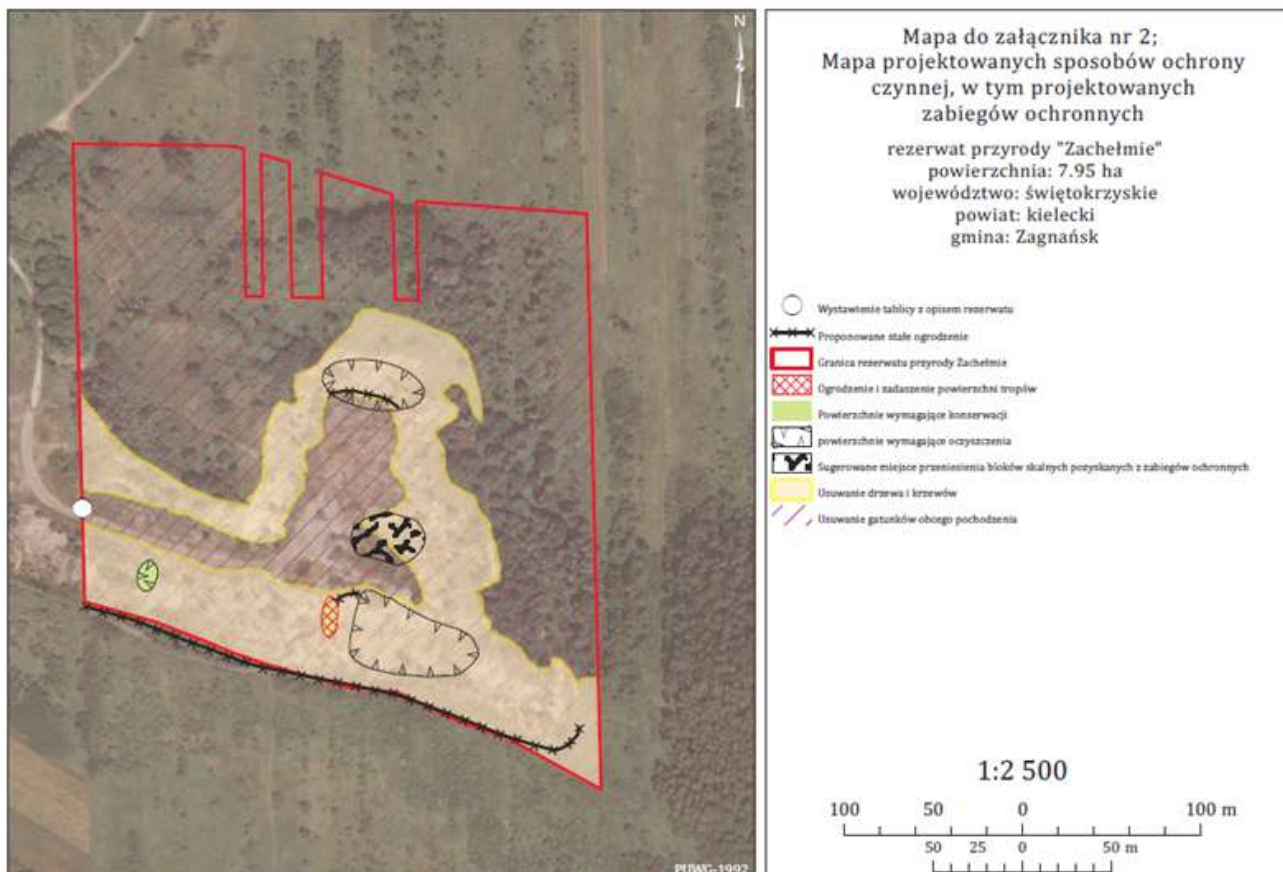 N
PUWG-1992
Mapa do załącznika nr 2;
Mapa projektowanych sposobów ochrony
czynnej, w tym projektowanych
zabiegów ochronnych
rezerwat przyrody "Zachełmie"
powierzchnia: 7.95 ha
województwo: świętokrzyskie
powiat: kielecki
gmina: Zagnańsk
Wystawienie tablicy z opisem rezerwatu
Proponowane stałe ogrodzenie
Granica rezerwatu przyrody Zachełmie
Ogrodzenie i zadaszenie powierzchni tropów
Powierzchnie wymagające konserwacji
powierzchnie wymagające oczyszczenia
Sugerowane miejsce przeniesienia bloków skalnych pozyskanych z zabiegów ochronnych
Usuwanie drzewa i krzewów
Usuwanie gatunków obcego pochodzenia
1:2 500
100 50 0 100 m
50 25 0 50 m